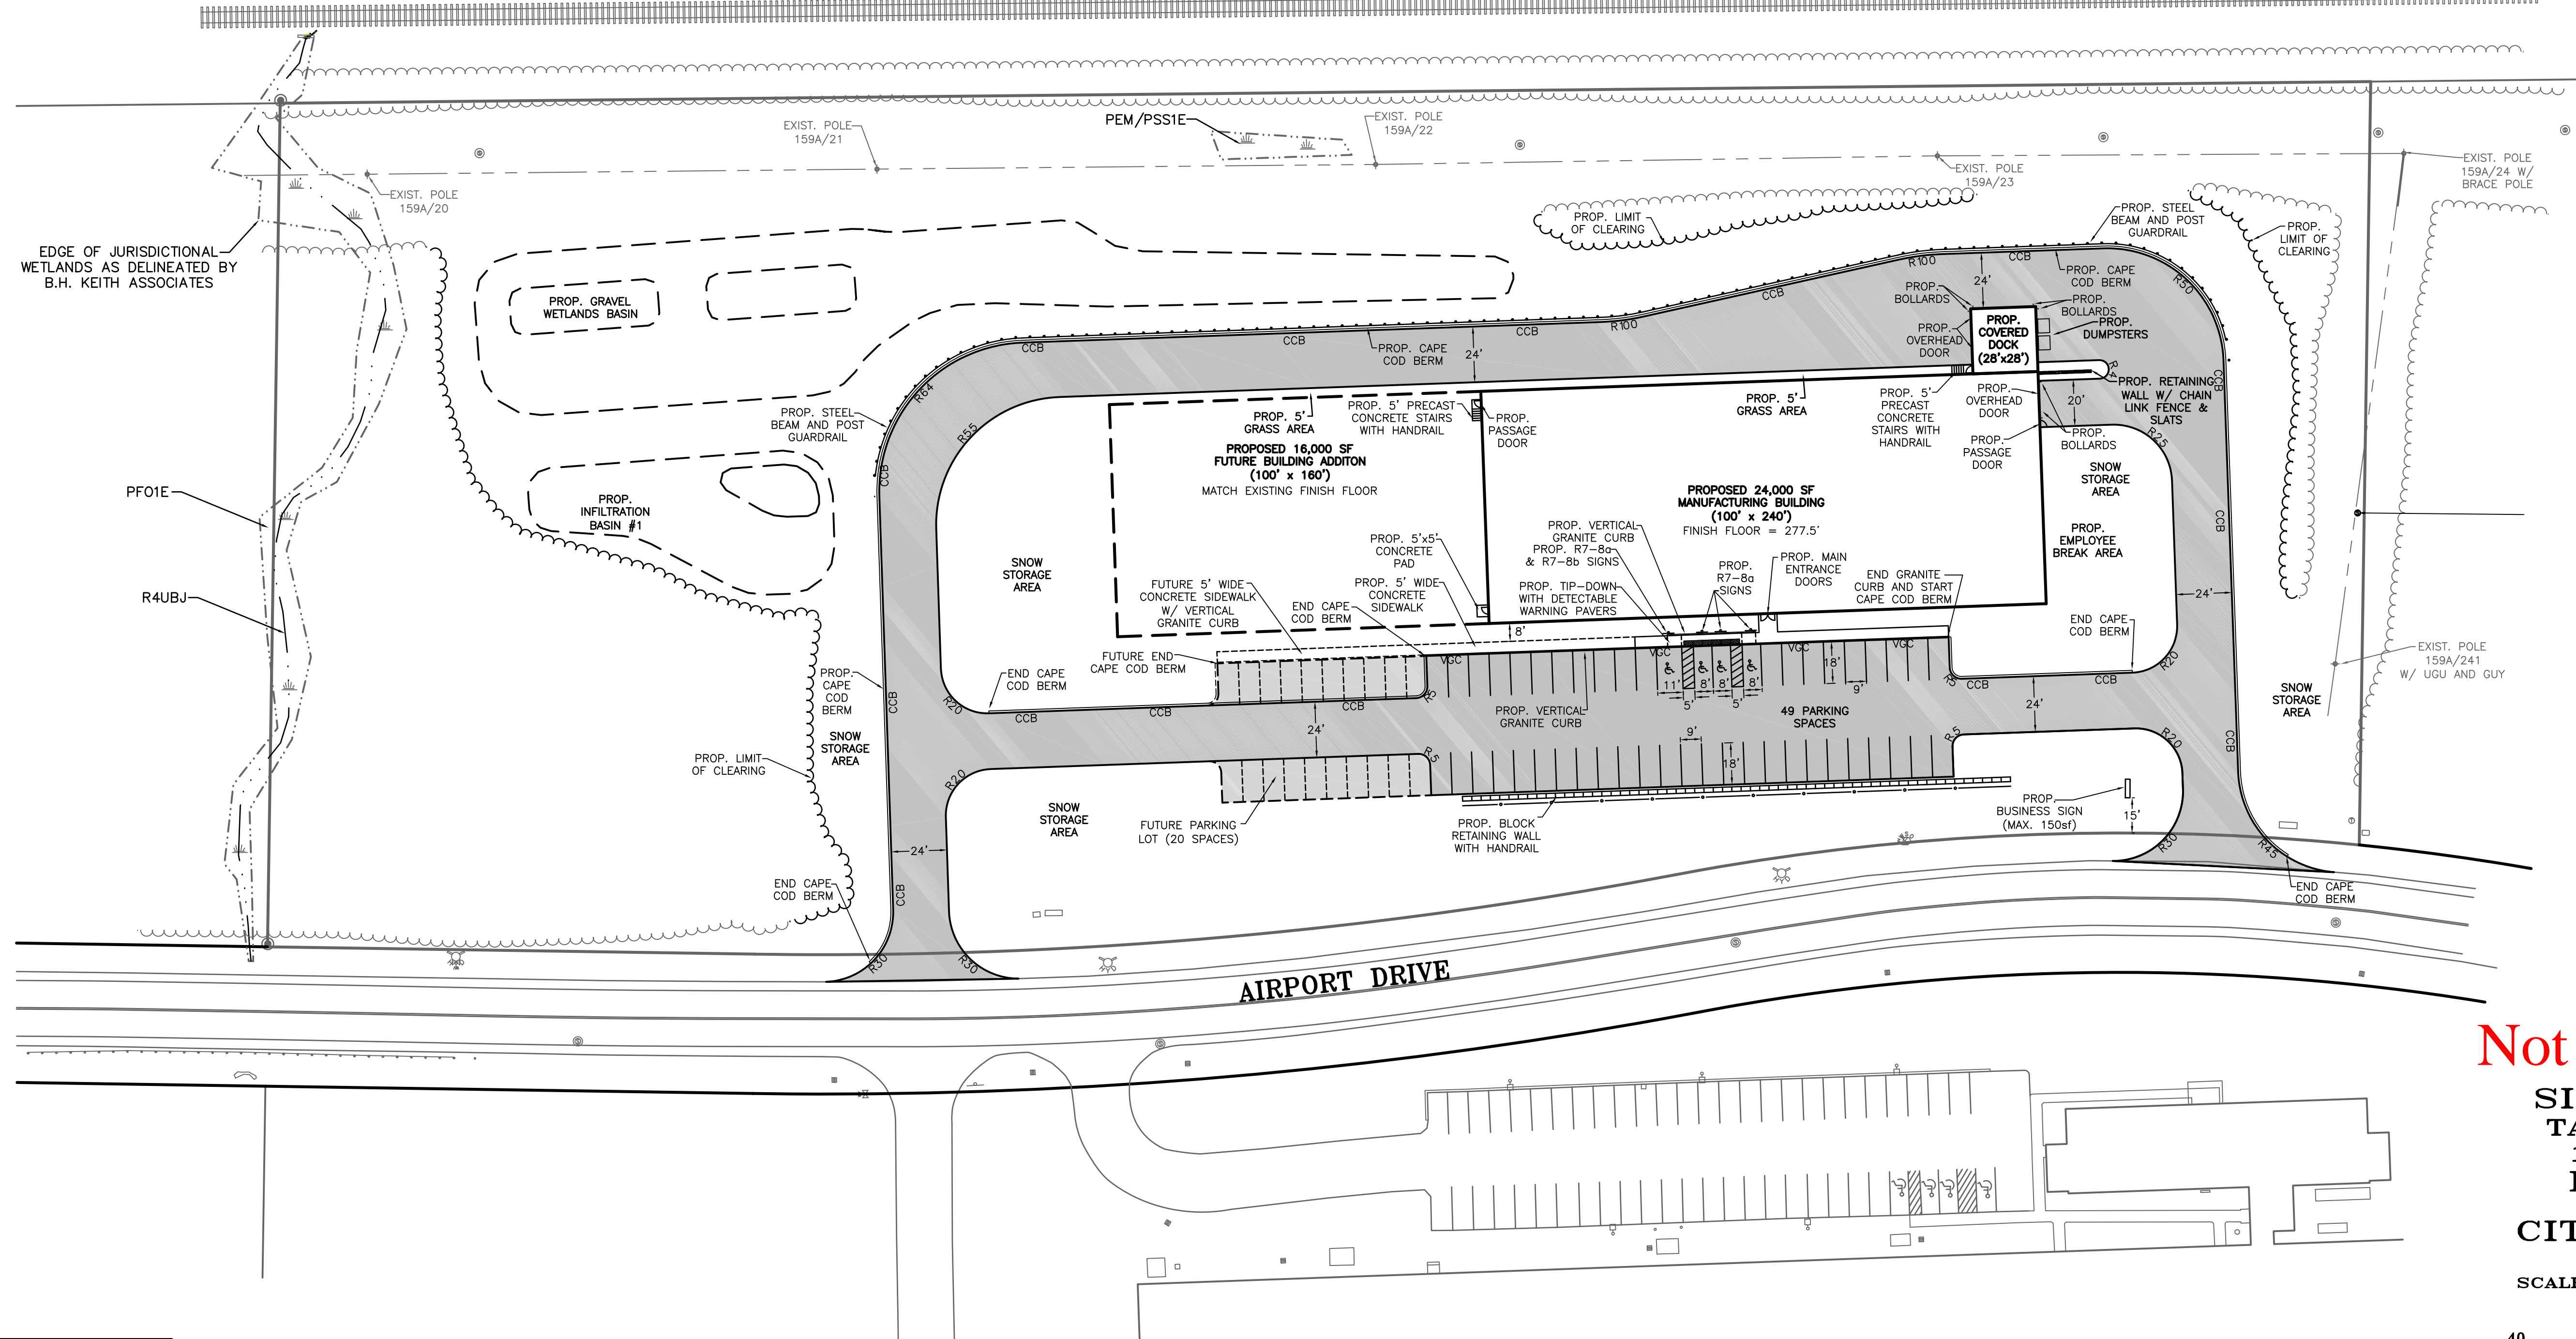 EXIST. POLE
159A/21
PEM/PSS1E
EXIST. POLE
159A/22
EXIST. POLE
159A/20
EXIST. POLE
159A/23
EXIST. POLE
159A/24 W/
BRACE POLE
EDGE OF JURISDICTIONAL
WETLANDS AS DELINEATED BY
B.H. KEITH ASSOCIATES
PROP. LIMIT
OF CLEARING
PROP. STEEL
BEAM AND POST
GUARDRAIL
PROP.
LIMIT OF
CLEARING
PROP. GRAVEL
WETLANDS BASIN
R100
CCB
24'
PROP. CAPE
COD BERM
R50
PROP.
BOLLARDS
CCB
PROP.
BOLLARDS
PROP.
OVERHEAD
DOOR
PROP.
COVERED
DOCK
(28'x28')
PROP.
DUMPSTERS
CCB
CCB
CCB
R100
PROP. CAPE
COD BERM
24'
R64
R55
PROP. STEEL
BEAM AND POST
GUARDRAIL
PROP. 5'
GRASS AREA
PROP. 5' PRECAST
CONCRETE STAIRS
WITH HANDRAIL
PROP.
PASSAGE
DOOR
PROP. 5'
GRASS AREA
PROP. 5'
PRECAST
CONCRETE
STAIRS WITH
HANDRAIL
PROP.
OVERHEAD
DOOR
R4
CCB
PROP. RETAINING
WALL W/ CHAIN
LINK FENCE &
SLATS
20'
PROP.
BOLLARDS
R25
PROP.
PASSAGE
DOOR
PROPOSED 16,000 SF
FUTURE BUILDING ADDITON
(100' x 160')
MATCH EXISTING FINISH FLOOR
PROPOSED 24,000 SF
MANUFACTURING BUILDING
(100' x 240')
FINISH FLOOR = 277.5'
SNOW
STORAGE
AREA
PROP.
EMPLOYEE
BREAK AREA
CCB
PFO1E
CCB
PROP.
INFILTRATION
BASIN #1
R4UBJ
SNOW
STORAGE
AREA
PROP. 5'x5'
CONCRETE
PAD
PROP. VERTICAL
GRANITE CURB
PROP. R7-8a
& R7-8b SIGNS
PROP.
R7-8a
SIGNS
PROP. MAIN
ENTRANCE
DOORS
END GRANITE
CURB AND START
CAPE COD BERM
FUTURE 5' WIDE
CONCRETE SIDEWALK
W/ VERTICAL
GRANITE CURB
END CAPE
COD BERM
PROP. 5' WIDE
CONCRETE
SIDEWALK
PROP. TIP-DOWN
WITH DETECTABLE
WARNING PAVERS
24'
8'
END CAPE
COD BERM
FUTURE END
CAPE COD BERM
VGC
VGC
VGC
VGC
18'
11'
8'
8'
8'
9'
5'
5'
R5
CCB
CCB
R20
EXIST. POLE
159A/241
W/ UGU AND GUY
PROP.
CAPE
COD
BERM
CCB
END CAPE
COD BERM
R20
CCB
CCB
CCB
R5
PROP. VERTICAL
GRANITE CURB
49 PARKING
SPACES
24'
SNOW
STORAGE
AREA
SNOW
STORAGE
AREA
24'
9'
18'
R5
R5
R20
CCB
PROP. LIMIT
OF CLEARING
R20
SNOW
STORAGE
AREA
FUTURE PARKING
LOT (20 SPACES)
PROP. BLOCK
RETAINING WALL
WITH HANDRAIL
PROP.
BUSINESS SIGN
(MAX. 150sf)
15'
R30
R45
24'
END CAPE
COD BERM
CCB
END CAPE
COD BERM
R30
R30
AIRPORT DRIVE
Not
SI
TA
CIT
SCAL
40